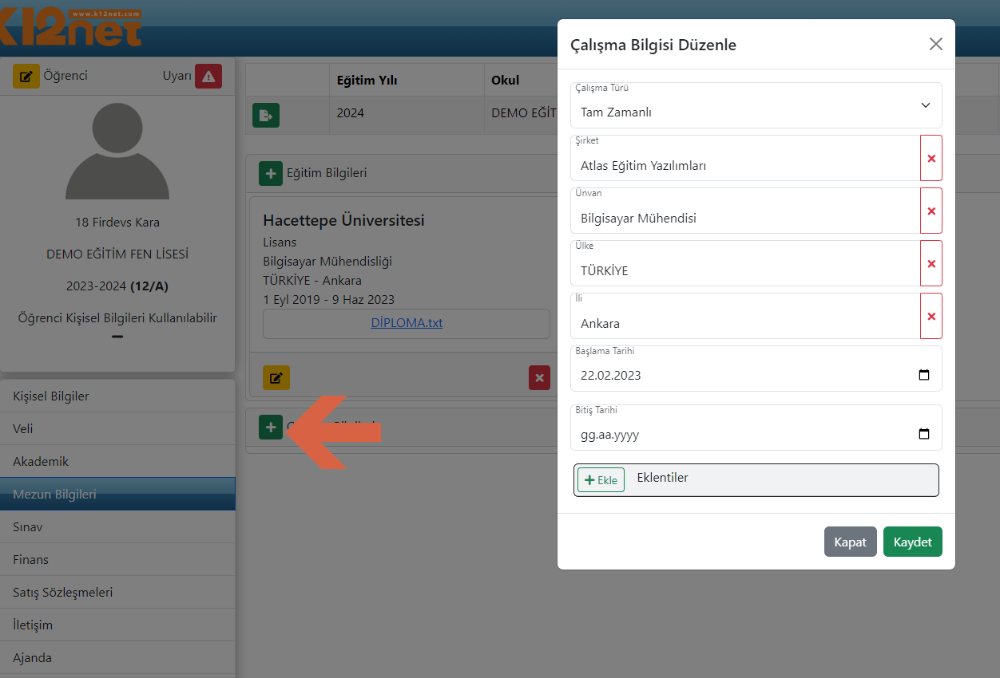 www.k12net.com
K12net
Öğrenci
Uyarı
18 Firdevs Kara
DEMO EĞİTİM FEN LİSESİ
2023-2024 (12/A)
Öğrenci Kişisel Bilgileri Kullanılabilir
Kişisel Bilgiler
Veli
Akademik
Mezun Bilgileri
Sınav
Finans
Satış Sözleşmeleri
İletişim
Ajanda
Eğitim Yılı Okul
2024 DEMO EĞİT
Eğitim Bilgileri
Hacettepe Üniversitesi
Lisans
Bilgisayar Mühendisliği
TÜRKİYE - Ankara
1 Eyl 2019 - 9 Haz 2023
DİPLOMA.txt
Çalışma Bilgisi Düzenle
Çalışma Türü
Tam Zamanlı
Şirket
Atlas Eğitim Yazılımları
Ünvan
Bilgisayar Mühendisi
Ülke
TÜRKİYE
İli
Ankara
Başlama Tarihi
22.02.2023
Bitiş Tarihi
gg.aa.yyyy
Ekle Eklentiler
Kapat Kaydet